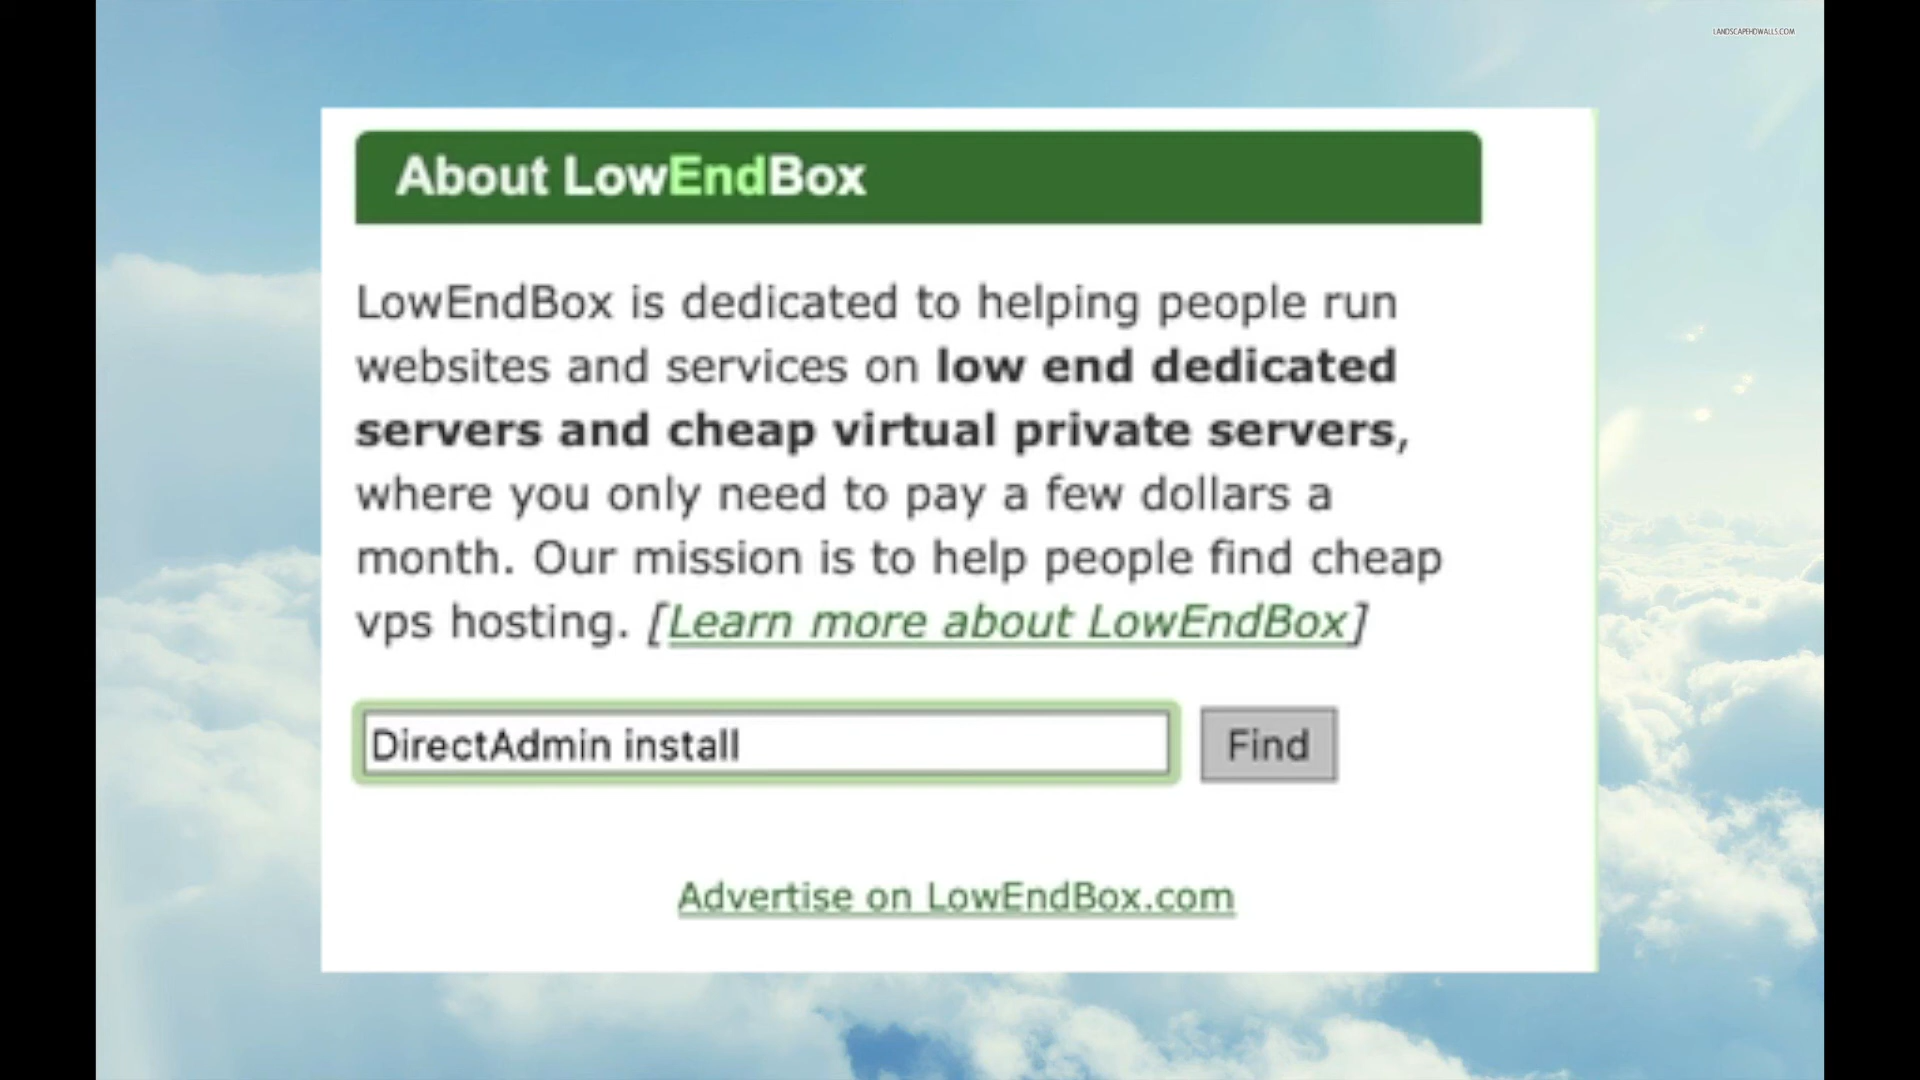 LANDSCAPEHDWALLS.COM
About LowEndBox
LowEndBox is dedicated to helping people run
websites and services on low end dedicated
servers and cheap virtual private servers,
where you only need to pay a few dollars a
month. Our mission is to help people find cheap
vps hosting. [Learn more about LowEndBox]
DirectAdmin install
Find
Advertise on LowEndBox.com